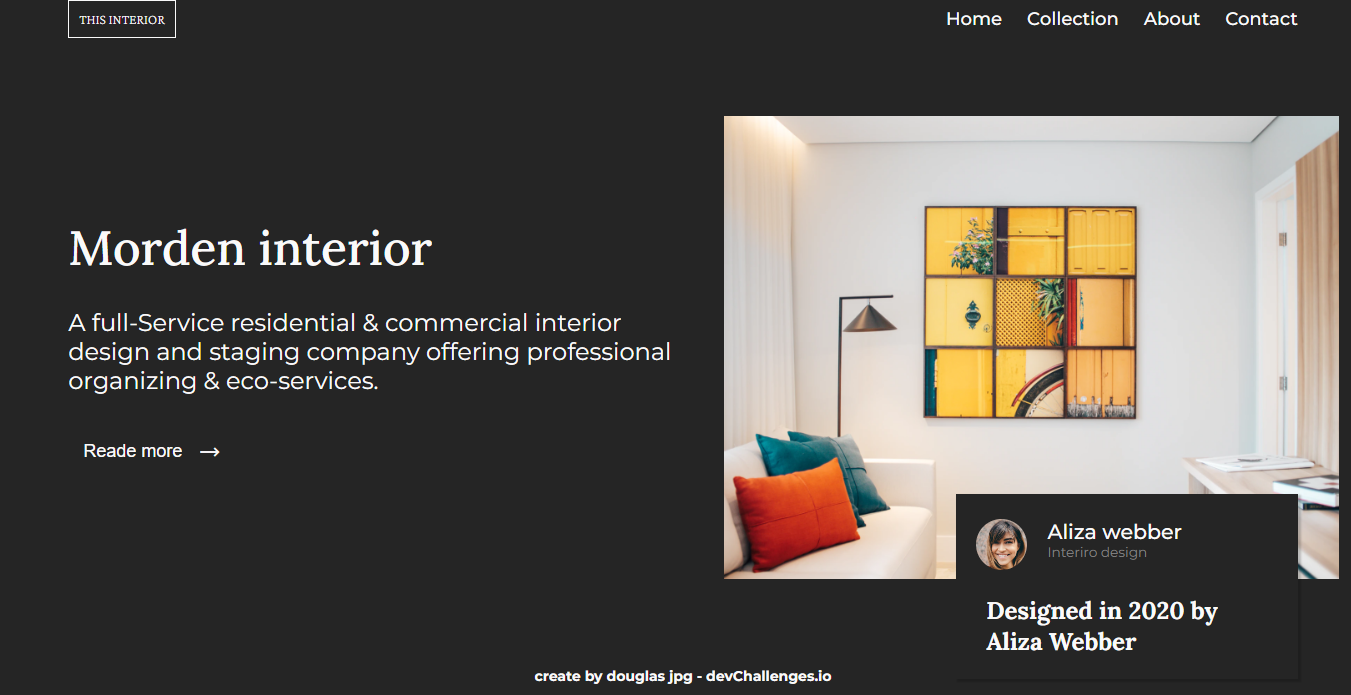 THIS INTERIOR
Home Collection About Contact
Morden interior
A full-Service residential & commercial interior
design and staging company offering professional
organizing & eco-services.
Reade more →
Aliza webber
Interiro design
Designed in 2020 by
Aliza Webber
create by douglas jpg - devChallenges.io